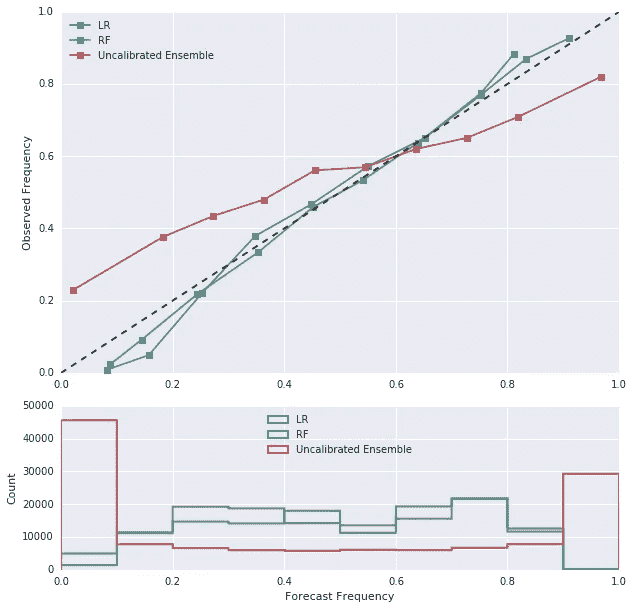 1.0
LR
RF
Uncalibrated Ensemble
0.8
0.6
Observed Frequency
0.4
0.2
0.0
0.0 0.2 0.4 0.6 0.8 1.0
50000
LR
RF
Uncalibrated Ensemble
40000
30000
Count
20000
10000
0
0.0 0.2 0.4 0.6 0.8 1.0
Forecast Frequency